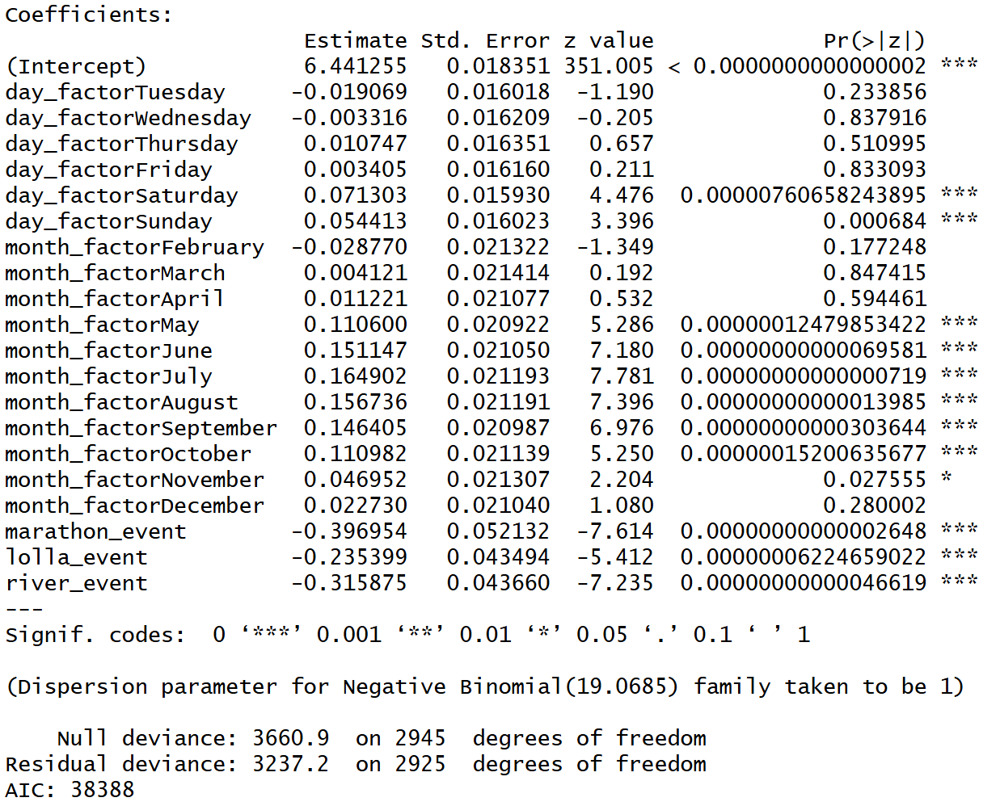 Coefficients:
                       Estimate Std. Error z value             Pr(>|z|)
(Intercept)            6.441255   0.018351 351.005 < 0.0000000000000002 ***
day_factorTuesday     -0.019069   0.016018  -1.190             0.233856
day_factorWednesday   -0.003316   0.016209  -0.205             0.837916
day_factorThursday     0.010747   0.016351   0.657             0.510995
day_factorFriday       0.003405   0.016160   0.211             0.833093
day_factorSaturday     0.071303   0.015930   4.476  0.00000760658243895 ***
day_factorSunday       0.054413   0.016023   3.396             0.000684 ***
month_factorFebruary  -0.028770   0.021322  -1.349             0.177248
month_factorMarch      0.004121   0.021414   0.192             0.847415
month_factorApril      0.011221   0.021077   0.532             0.594461
month_factorMay        0.110600   0.020922   5.286  0.00000012479853422 ***
month_factorJune       0.151147   0.021050   7.180  0.00000000000069581 ***
month_factorJuly       0.164902   0.021193   7.781  0.00000000000000719 ***
month_factorAugust     0.156736   0.021191   7.396  0.00000000000013985 ***
month_factorSeptember  0.146405   0.020987   6.976  0.00000000000303644 ***
month_factorOctober    0.110982   0.021139   5.250  0.00000015200635677 ***
month_factorNovember   0.046952   0.021307   2.204             0.027555 *
month_factorDecember   0.022730   0.021040   1.080             0.280002
marathon_event        -0.396954   0.052132  -7.614  0.00000000000002648 ***
lolla_event           -0.235399   0.043494  -5.412  0.00000006224659022 ***
river_event           -0.315875   0.043660  -7.235  0.00000000000046619 ***
---
Signif. codes:  0 ‘***’ 0.001 ‘**’ 0.01 ‘*’ 0.05 ‘.’ 0.1 ‘ ’ 1
(Dispersion parameter for Negative Binomial(19.0685) family taken to be 1)
    Null deviance: 3660.9  on 2945  degrees of freedom
Residual deviance: 3237.2  on 2925  degrees of freedom
AIC: 38388